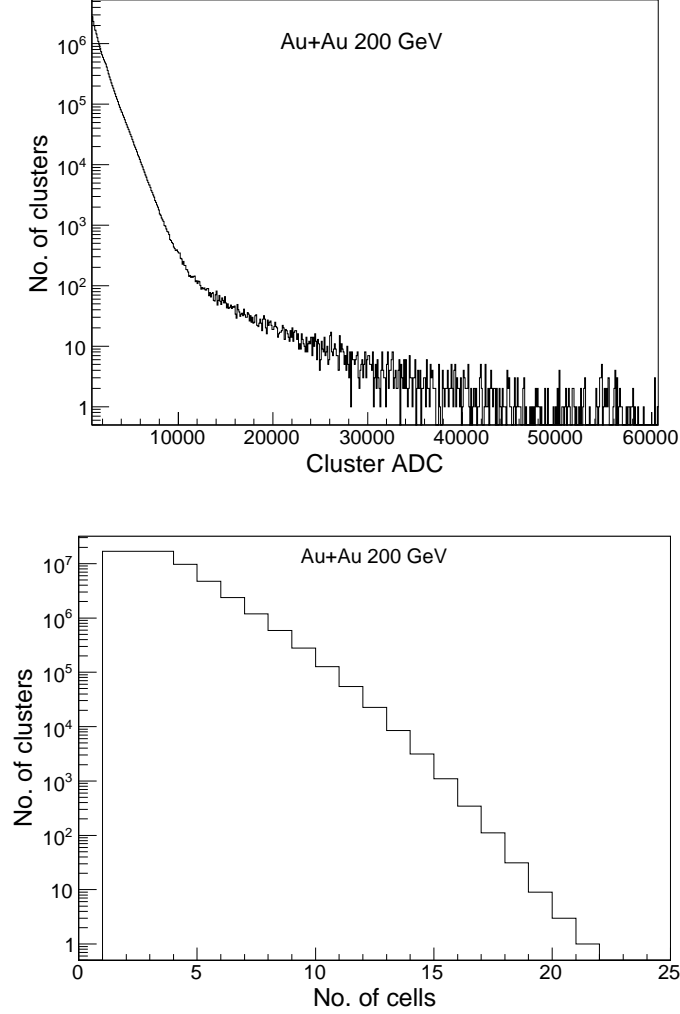 Au+Au 200 GeV
No. of clusters
10^6
10^5
10^4
10^3
10^2
10
1
10000 20000 30000 40000 50000 60000
Cluster ADC
Au+Au 200 GeV
No. of clusters
10^7
10^6
10^5
10^4
10^3
10^2
10
1
0 5 10 15 20 25
No. of cells